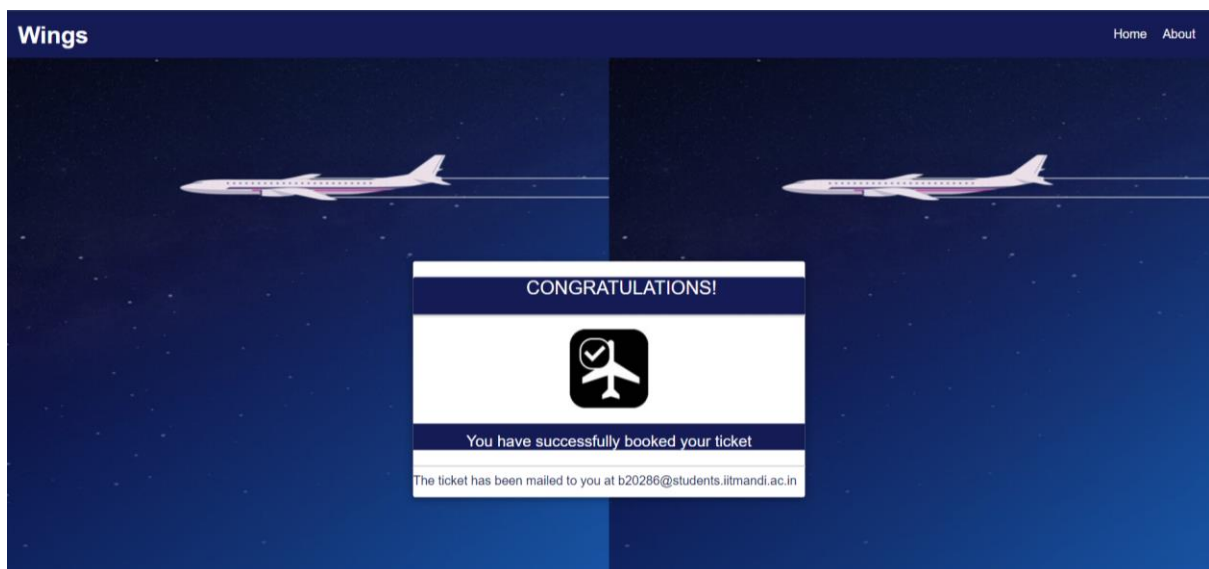 Wings
Home About
CONGRATULATIONS!
You have successfully booked your ticket
The ticket has been mailed to you at b20286@students.iitmandi.ac.in